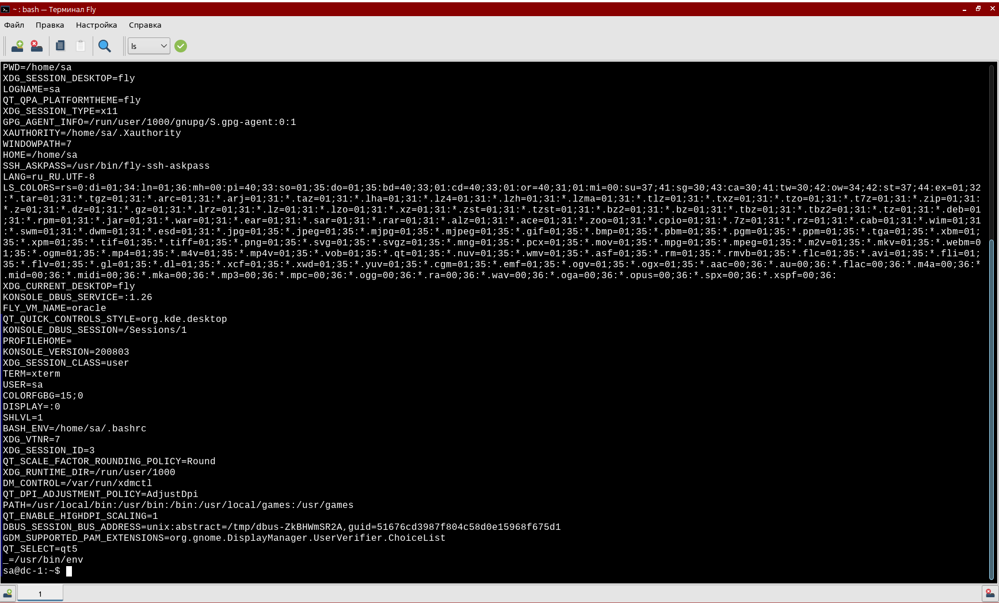 ~ : bash — Терминал Fly
Файл Правка Настройка Справка
ls
PWD=/home/sa
XDG_SESSION_DESKTOP=fly
LOGNAME=sa
QT_QPA_PLATFORMTHEME=fly
XDG_SESSION_TYPE=x11
GPG_AGENT_INFO=/run/user/1000/gnupg/S.gpg-agent:0:1
XAUTHORITY=/home/sa/.Xauthority
WINDOWPATH=7
HOME=/home/sa
SSH_ASKPASS=/usr/bin/fly-ssh-askpass
LANG=ru_RU.UTF-8
LS_COLORS=rs=0:di=01;34:ln=01;36:mh=00:pi=40;33:so=01;35:do=01;35:bd=40;33;01:cd=40;33;01:or=40;31;01:mi=00:su=37;41:sg=30;43:ca=30;41:tw=30;42:ow=34;42:st=37;44:ex=01;32
:*.tar=01;31:*.tgz=01;31:*.arc=01;31:*.arj=01;31:*.taz=01;31:*.lha=01;31:*.lz4=01;31:*.lzh=01;31:*.lzma=01;31:*.tlz=01;31:*.txz=01;31:*.tzo=01;31:*.t7z=01;31:*.zip=01;31:
*.z=01;31:*.dz=01;31:*.gz=01;31:*.lrz=01;31:*.lz=01;31:*.lzo=01;31:*.xz=01;31:*.zst=01;31:*.tzst=01;31:*.bz2=01;31:*.bz=01;31:*.tbz=01;31:*.tbz2=01;31:*.tz=01;31:*.deb=01
;31:*.rpm=01;31:*.jar=01;31:*.war=01;31:*.ear=01;31:*.sar=01;31:*.rar=01;31:*.alz=01;31:*.ace=01;31:*.zoo=01;31:*.cpio=01;31:*.7z=01;31:*.rz=01;31:*.cab=01;31:*.wim=01;31
:*.swm=01;31:*.dwm=01;31:*.esd=01;31:*.jpg=01;35:*.jpeg=01;35:*.mjpg=01;35:*.mjpeg=01;35:*.gif=01;35:*.bmp=01;35:*.pbm=01;35:*.pgm=01;35:*.ppm=01;35:*.tga=01;35:*.xbm=01;
35:*.xpm=01;35:*.tif=01;35:*.tiff=01;35:*.png=01;35:*.svg=01;35:*.svgz=01;35:*.mng=01;35:*.pcx=01;35:*.mov=01;35:*.mpg=01;35:*.mpeg=01;35:*.m2v=01;35:*.mkv=01;35:*.webm=0
1;35:*.ogm=01;35:*.mp4=01;35:*.m4v=01;35:*.mp4v=01;35:*.vob=01;35:*.qt=01;35:*.nuv=01;35:*.wmv=01;35:*.asf=01;35:*.rm=01;35:*.rmvb=01;35:*.flc=01;35:*.avi=01;35:*.fli=01;
35:*.flv=01;35:*.gl=01;35:*.dl=01;35:*.xcf=01;35:*.xwd=01;35:*.yuv=01;35:*.cgm=01;35:*.emf=01;35:*.ogv=01;35:*.ogx=01;35:*.aac=00;36:*.au=00;36:*.flac=00;36:*.m4a=00;36:*
.mid=00;36:*.midi=00;36:*.mka=00;36:*.mp3=00;36:*.mpc=00;36:*.ogg=00;36:*.ra=00;36:*.wav=00;36:*.oga=00;36:*.opus=00;36:*.spx=00;36:*.xspf=00;36:
XDG_CURRENT_DESKTOP=fly
KONSOLE_DBUS_SERVICE=:1.26
FLY_VM_NAME=oracle
QT_QUICK_CONTROLS_STYLE=org.kde.desktop
KONSOLE_DBUS_SESSION=/Sessions/1
PROFILEHOME=
KONSOLE_VERSION=200803
XDG_SESSION_CLASS=user
TERM=xterm
USER=sa
COLORFGBG=15;0
DISPLAY=:0
SHLVL=1
BASH_ENV=/home/sa/.bashrc
XDG_VTNR=7
XDG_SESSION_ID=3
QT_SCALE_FACTOR_ROUNDING_POLICY=Round
XDG_RUNTIME_DIR=/run/user/1000
DM_CONTROL=/var/run/xdmctl
QT_DPI_ADJUSTMENT_POLICY=AdjustDpi
PATH=/usr/local/bin:/usr/bin:/bin:/usr/local/games:/usr/games
QT_ENABLE_HIGHDPI_SCALING=1
DBUS_SESSION_BUS_ADDRESS=unix:abstract=/tmp/dbus-ZkBHWmSR2A,guid=51676cd3987f804c58d0e15968f675d1
GDM_SUPPORTED_PAM_EXTENSIONS=org.gnome.DisplayManager.UserVerifier.ChoiceList
QT_SELECT=qt5
_=/usr/bin/env
sa@dc-1:~$
1